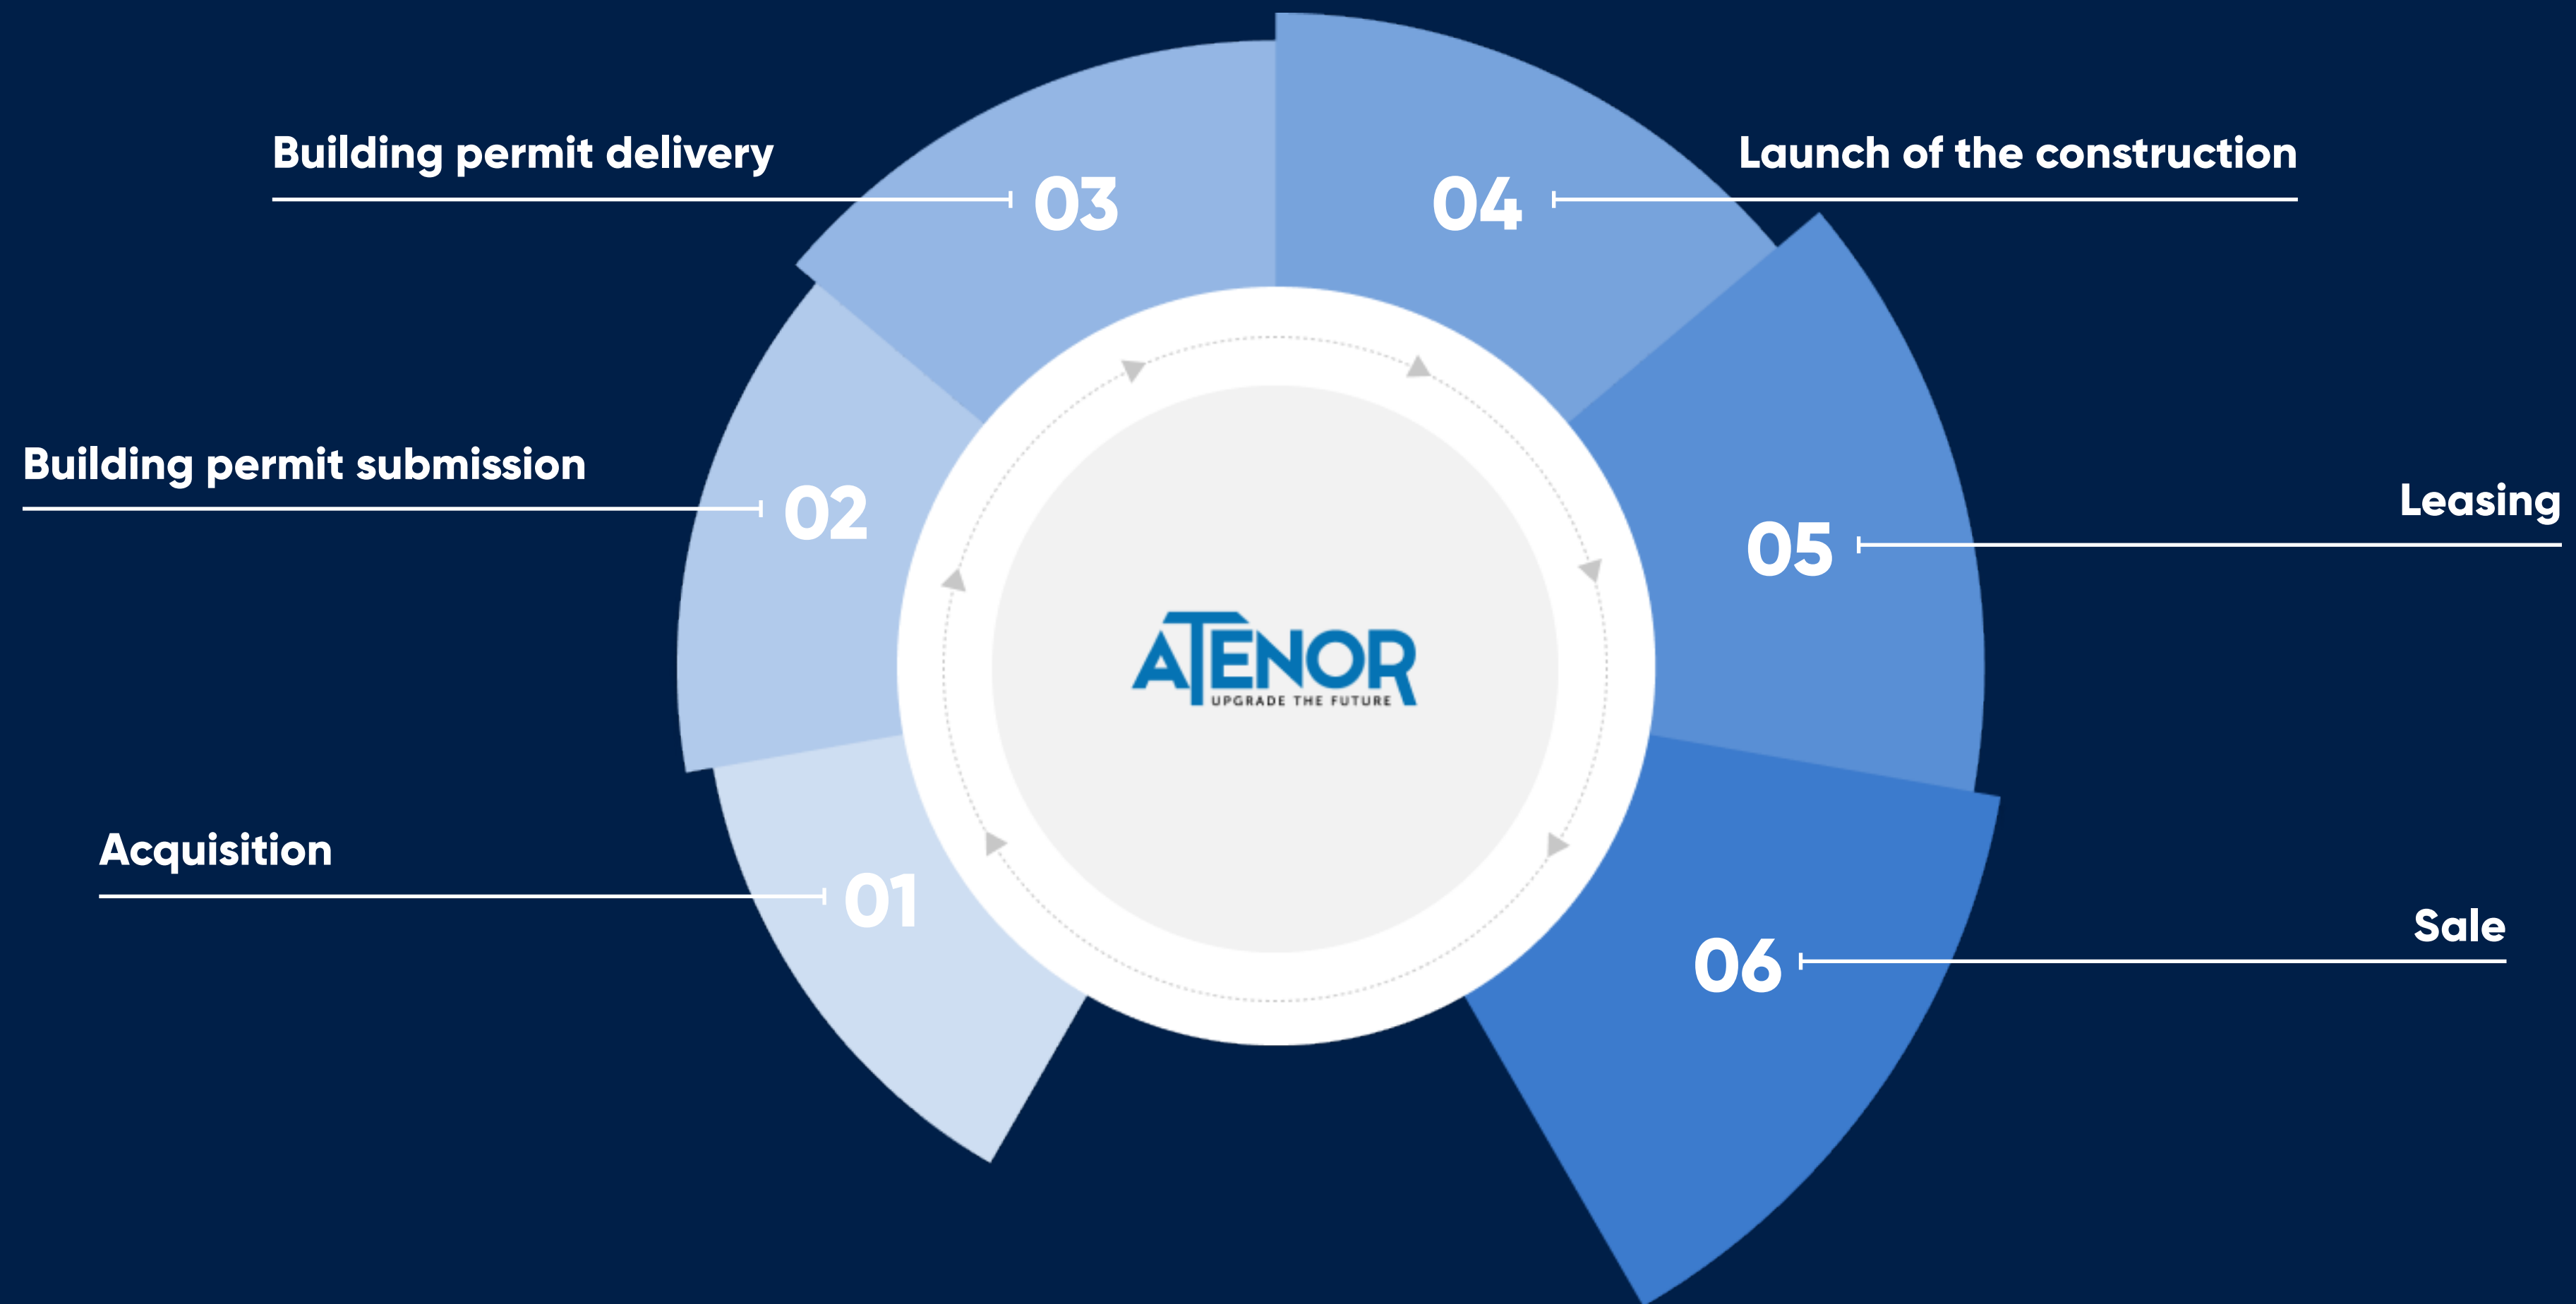 Building permit delivery
03
04
Launch of the construction
Building permit submission
02
05
Leasing
ATENOR
UPGRADE THE FUTURE
Acquisition
01
06
Sale